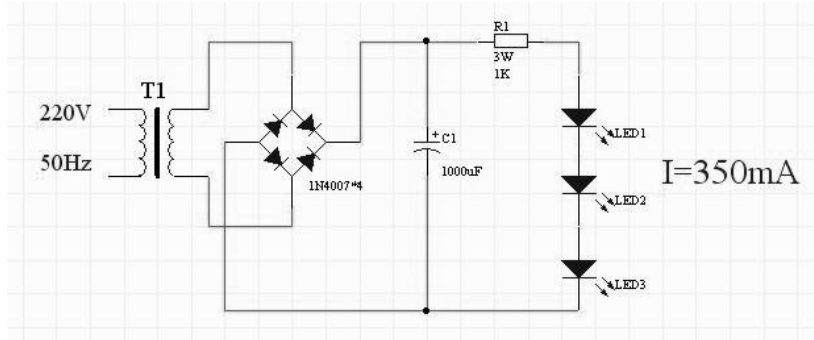 R1
3W
1K
T1
220V
50Hz
+
C1
1000uF
1N4007*4
LED1
LED2
LED3
I=350mA